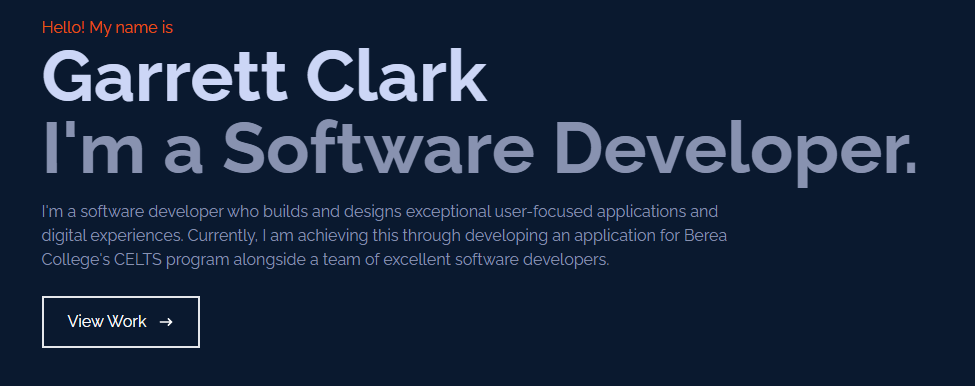 Hello! My name is
Garrett Clark
I'm a Software Developer.
I'm a software developer who builds and designs exceptional user-focused applications and
digital experiences. Currently, I am achieving this through developing an application for Berea
College's CELTS program alongside a team of excellent software developers.
View Work →